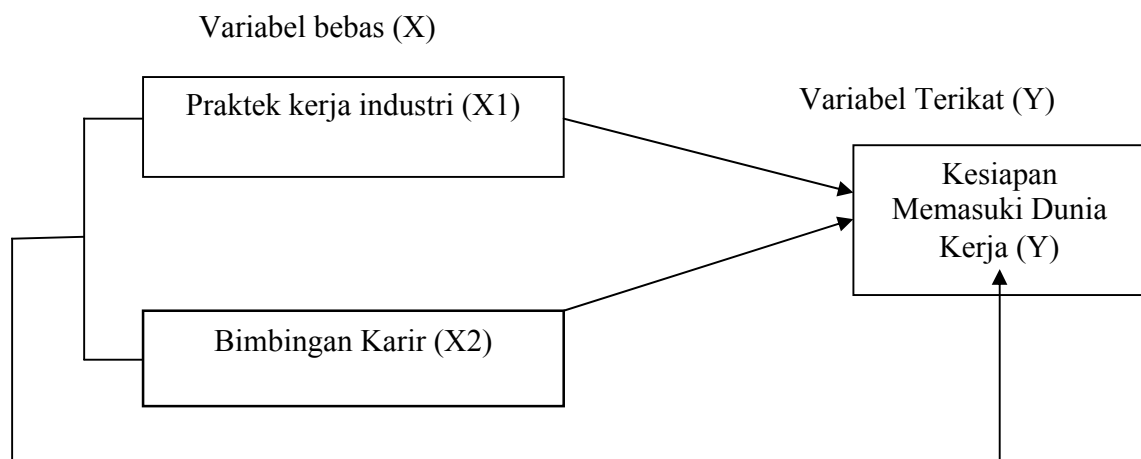 Variabel bebas (X)
Praktek kerja industri (X1)
Variabel Terikat (Y)
Kesiapan
Memasuki Dunia
Kerja (Y)
Bimbingan Karir (X2)